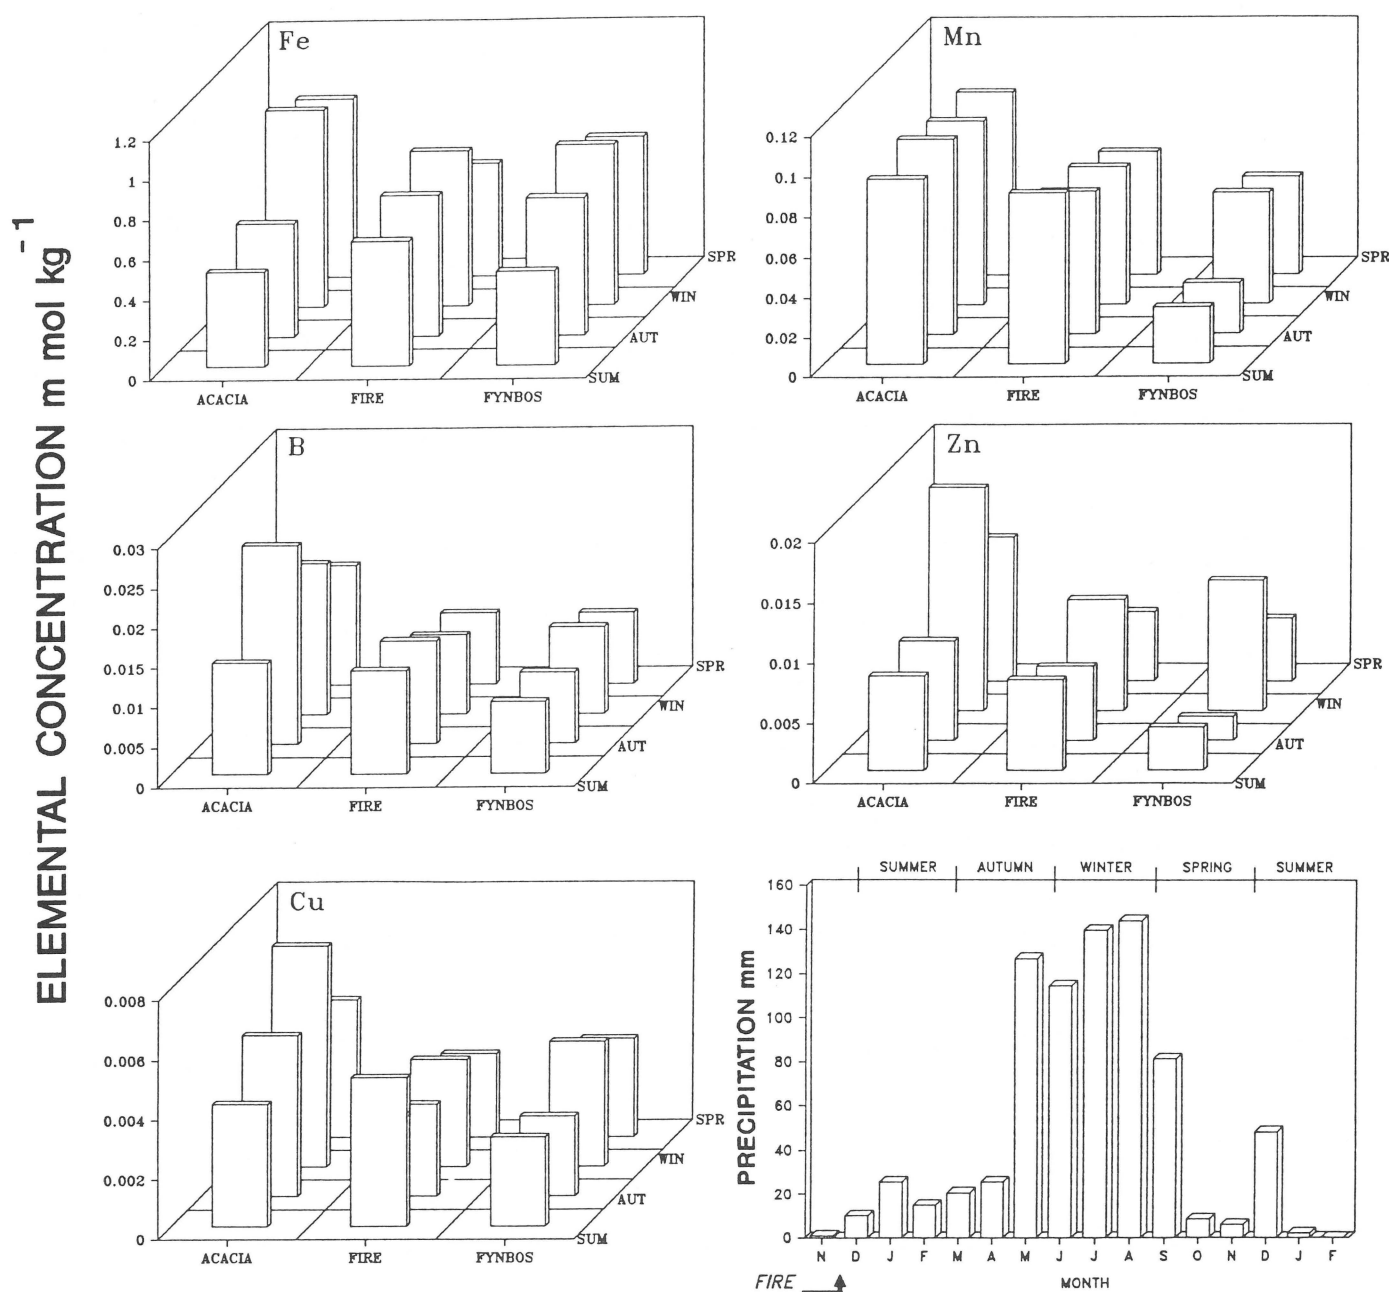 ELEMENTAL CONCENTRATION m mol kg⁻¹
Fe
1.2
1
0.8
0.6
0.4
0.2
0
ACACIA FIRE FYNBOS
SUM
AUT
WIN
SPR
Mn
0.12
0.1
0.08
0.06
0.04
0.02
0
ACACIA FIRE FYNBOS
SUM
AUT
WIN
SPR
B
0.03
0.025
0.02
0.015
0.01
0.005
0
ACACIA FIRE FYNBOS
SUM
AUT
WIN
SPR
Zn
0.02
0.015
0.01
0.005
0
ACACIA FIRE FYNBOS
SUM
AUT
WIN
SPR
Cu
0.008
0.006
0.004
0.002
0
ACACIA FIRE FYNBOS
SUM
AUT
WIN
SPR
SUMMER AUTUMN WINTER SPRING SUMMER
PRECIPITATION mm
160
140
120
100
80
60
40
20
0
N D J F M A M J J A S O N D J F
FIRE
MONTH